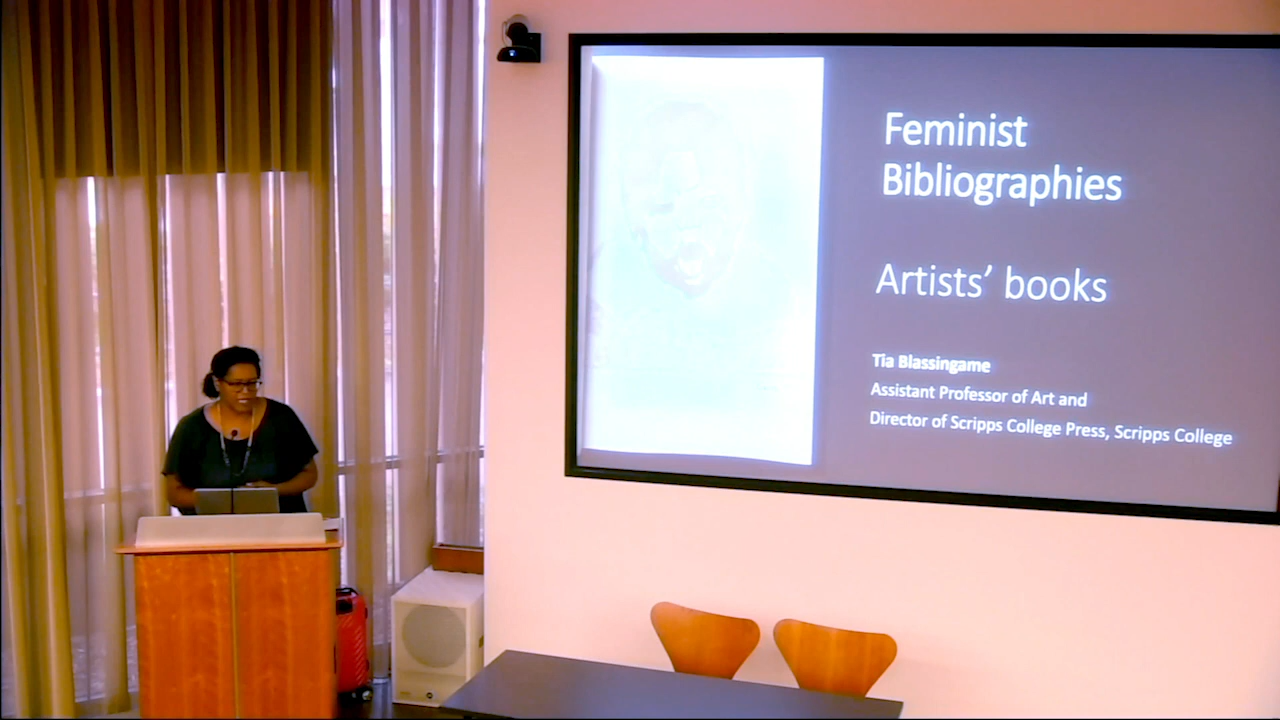 Feminist
Bibliographies
Artists’ books
Tia Blassingame
Assistant Professor of Art and
Director of Scripps College Press, Scripps College